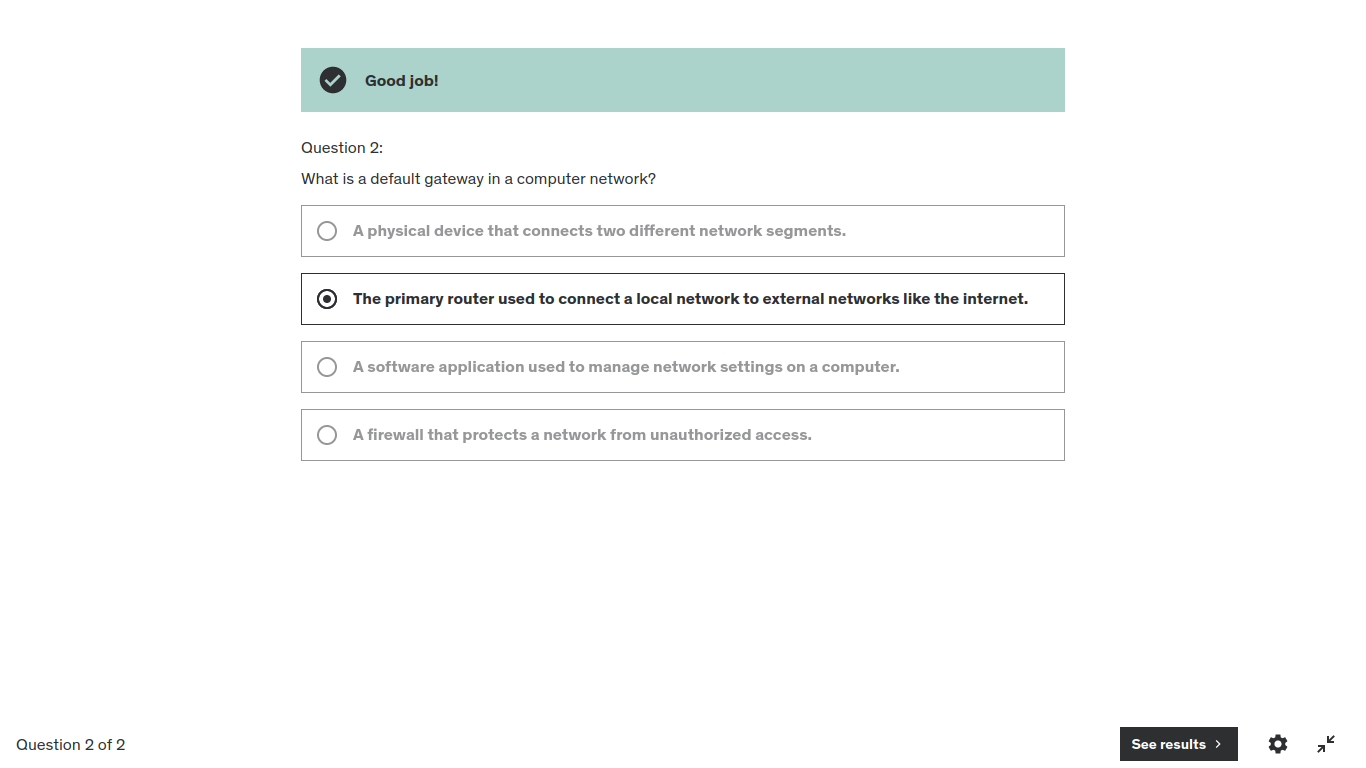 Good job!
Question 2:
What is a default gateway in a computer network?
A physical device that connects two different network segments.
The primary router used to connect a local network to external networks like the internet.
A software application used to manage network settings on a computer.
A firewall that protects a network from unauthorized access.
Question 2 of 2
See results